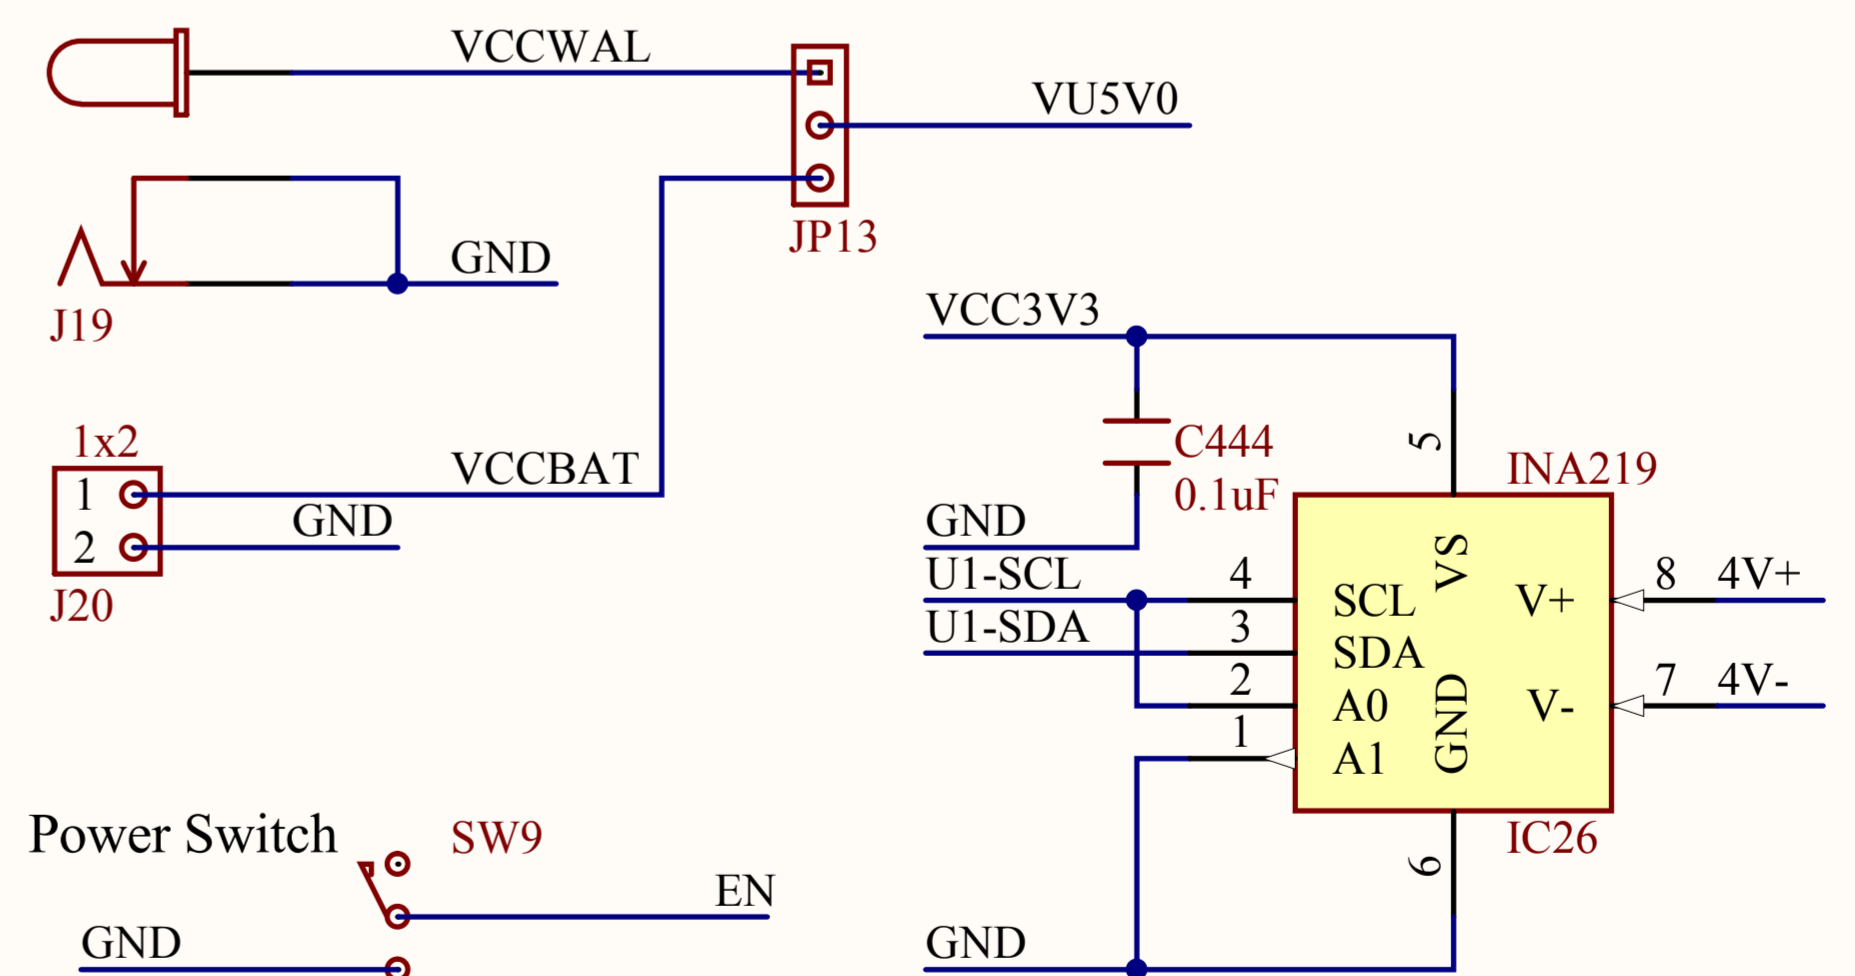 VCCWAL
VU5V0
JP13
GND
J19
VCC3V3
1x2
1
VCCBAT
2
GND
J20
C444
0.1uF
5
INA219
GND
U1-SCL
4
SCL
VS
V+
8
4V+
U1-SDA
3
SDA
2
A0
GND
V-
7
4V-
1
A1
Power Switch
SW9
IC26
EN
6
GND
GND